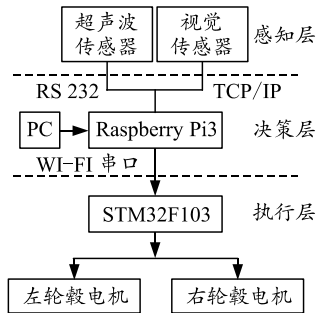 超声波
传感器
视觉
传感器
感知层
RS 232
TCP/IP
PC
Raspberry Pi3
决策层
WI-FI 串口
STM32F103
执行层
左轮毂电机
右轮毂电机